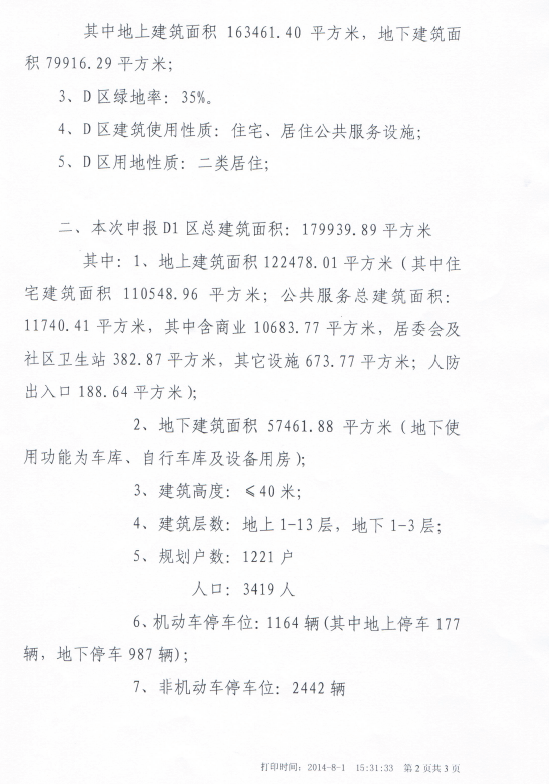 其中地上建筑面积 163461.40 平方米，地下建筑面
积 79916.29 平方米；
3、D 区绿地率：35%。
4、D 区建筑使用性质：住宅、居住公共服务设施；
5、D 区用地性质：二类居住；
二、本次申报 D1 区总建筑面积：179939.89 平方米
其中：1、地上建筑面积 122478.01 平方米（其中住
宅建筑面积 110548.96 平方米；公共服务总建筑面积：
11740.41 平方米，其中含商业 10683.77 平方米，居委会及
社区卫生站 382.87 平方米，其它设施 673.77 平方米；人防
出入口 188.64 平方米）；
2、地下建筑面积 57461.88 平方米（地下使
用功能为车库、自行车库及设备用房）；
3、建筑高度：≤40 米；
4、建筑层数：地上 1-13 层，地下 1-3 层；
5、规划户数：1221 户
人口：3419 人
6、机动车停车位：1164 辆(其中地上停车 177
辆，地下停车 987 辆)；
7、非机动车停车位：2442 辆
打印时间：2014-8-1 15:31:33 第 2 页共 3 页